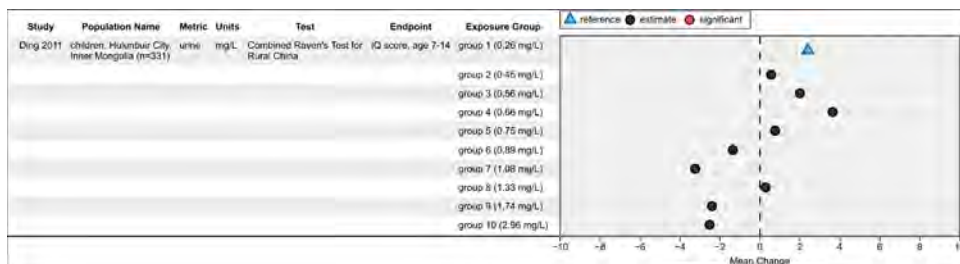 Study Population Name Metric Units Test Endpoint Exposure Group
reference estimate significant
Ding 2011 children, Hulunbuir City, Inner Mongolia (n=331) urine mg/L Combined Raven's Test for Rural China IQ score, age 7-14 group 1 (0.26 mg/L)
group 2 (0.45 mg/L)
group 3 (0.56 mg/L)
group 4 (0.66 mg/L)
group 5 (0.75 mg/L)
group 6 (0.89 mg/L)
group 7 (1.08 mg/L)
group 8 (1.33 mg/L)
group 9 (1.74 mg/L)
group 10 (2.96 mg/L)
-10 -8 -6 -4 -2 0 2 4 6 8
Mean Change